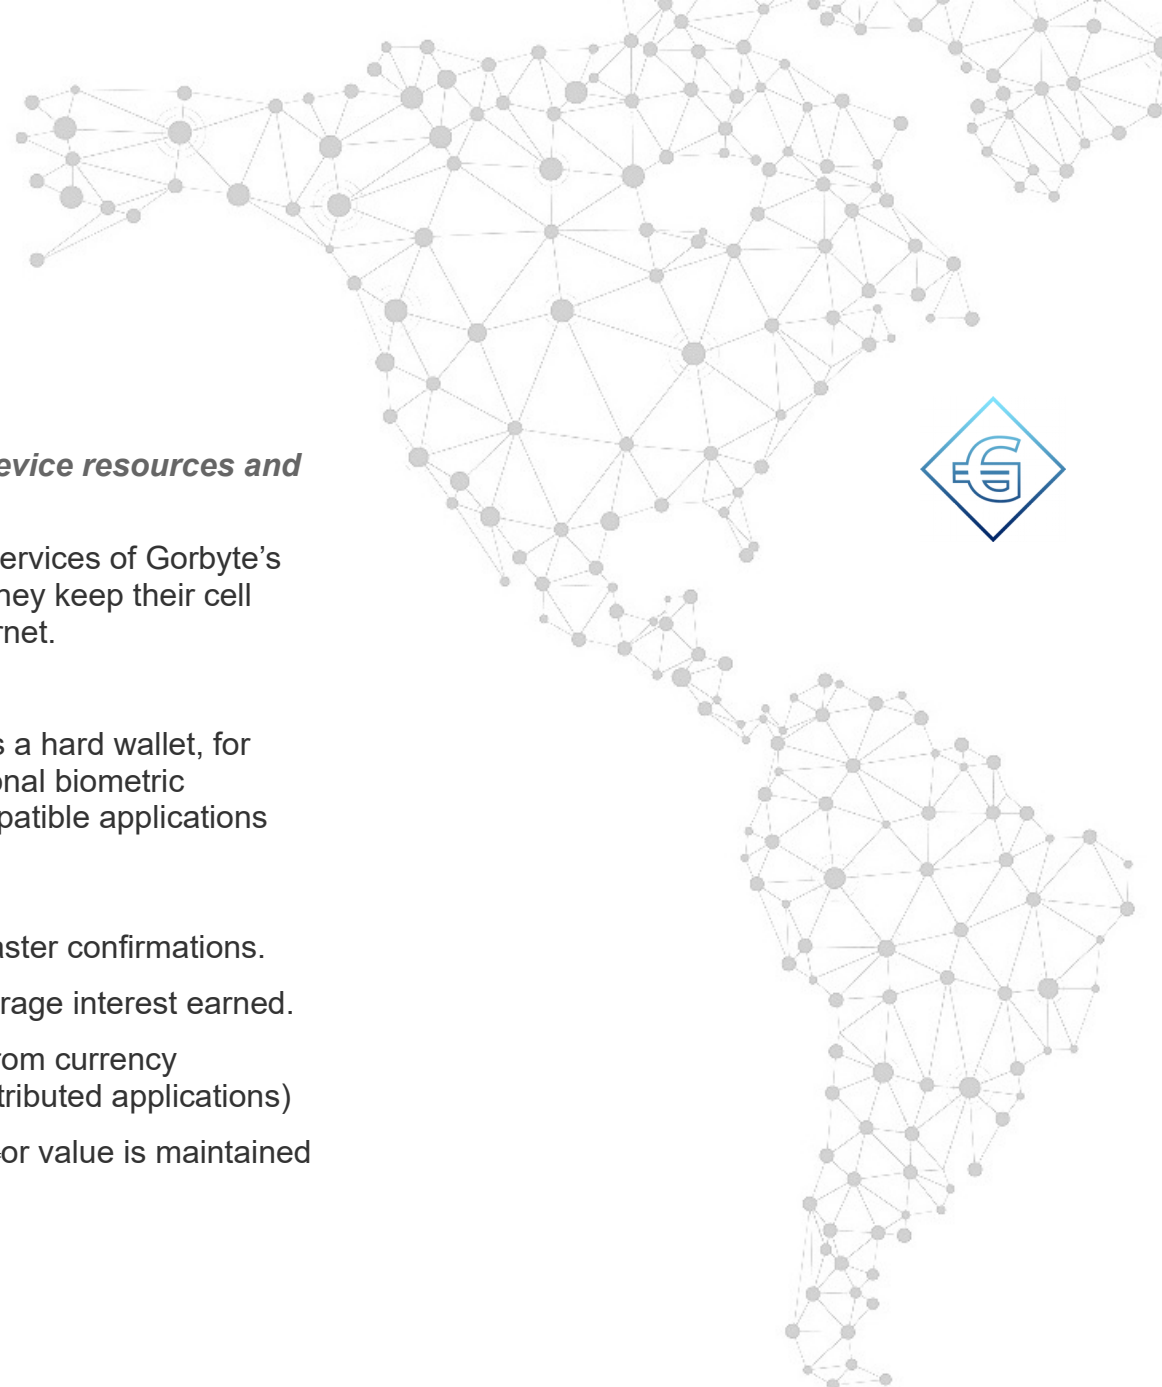 evice resources and
ervices of Gorbyte’s
hey keep their cell
rnet.
s a hard wallet, for
onal biometric
patible applications
aster confirmations.
rage interest earned.
rom currency
tributed applications)
or value is maintained